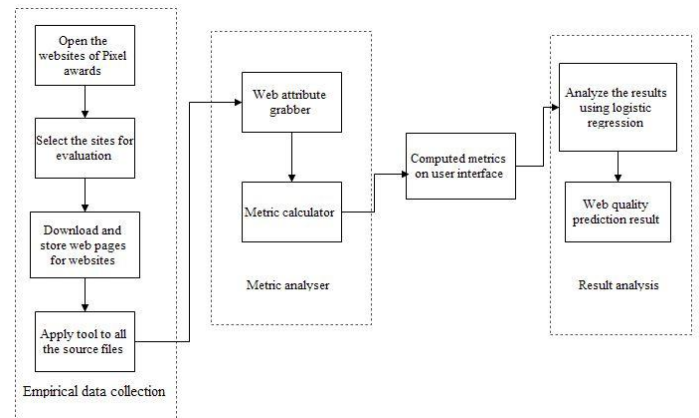 Open the
websites of Pixel
awards
Select the sites for
evaluation
Download and
store web pages
for websites
Apply tool to all
the source files
Empirical data collection
Web attribute
grabber
Metric calculator
Metric analyser
Computed metrics
on user interface
Analyze the results
using logistic
regression
Web quality
prediction result
Result analysis